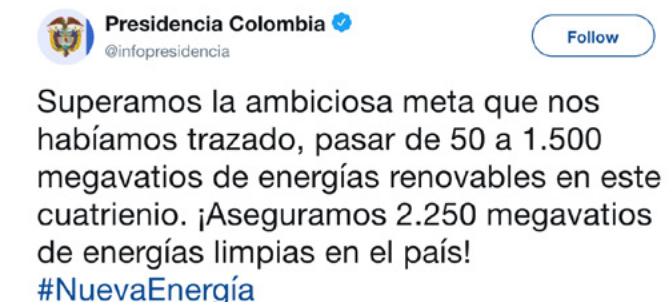 Presidencia Colombia
@infopresidencia
Follow
Superamos la ambiciosa meta que nos
habíamos trazado, pasar de 50 a 1.500
megavatios de energías renovables en este
cuatrienio. ¡Aseguramos 2.250 megavatios
de energías limpias en el país!
#NuevaEnergía